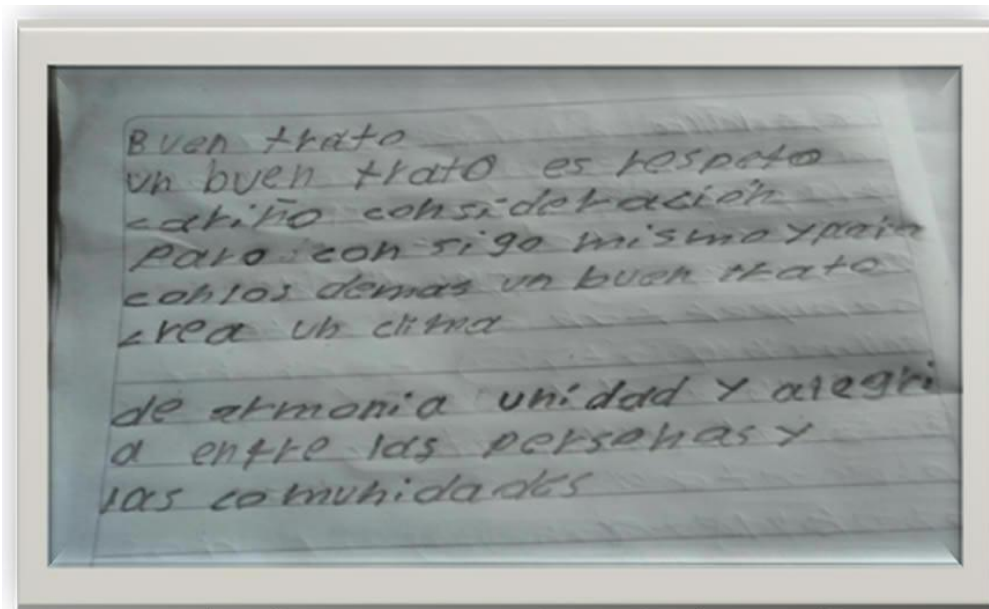 Buen trato
un buen trato es respeto
cariño consideración
para con sigo mismo y para
con los demas un buen trato
crea un clima
de armonia unidad y alegri
a entre las personas y
las comunidades